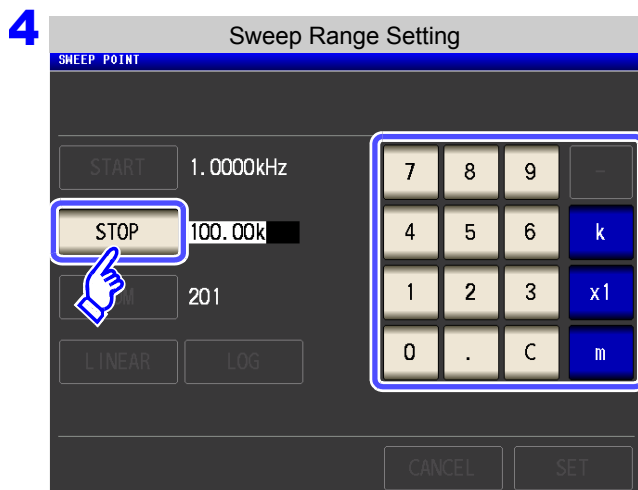 4
Sweep Range Setting
SWEEP POINT
START 1.0000kHz
7 8 9 -
STOP 100.00k
4 5 6 k
201
1 2 3 x1
0 . C m
LINEAR LOG
CANCEL SET